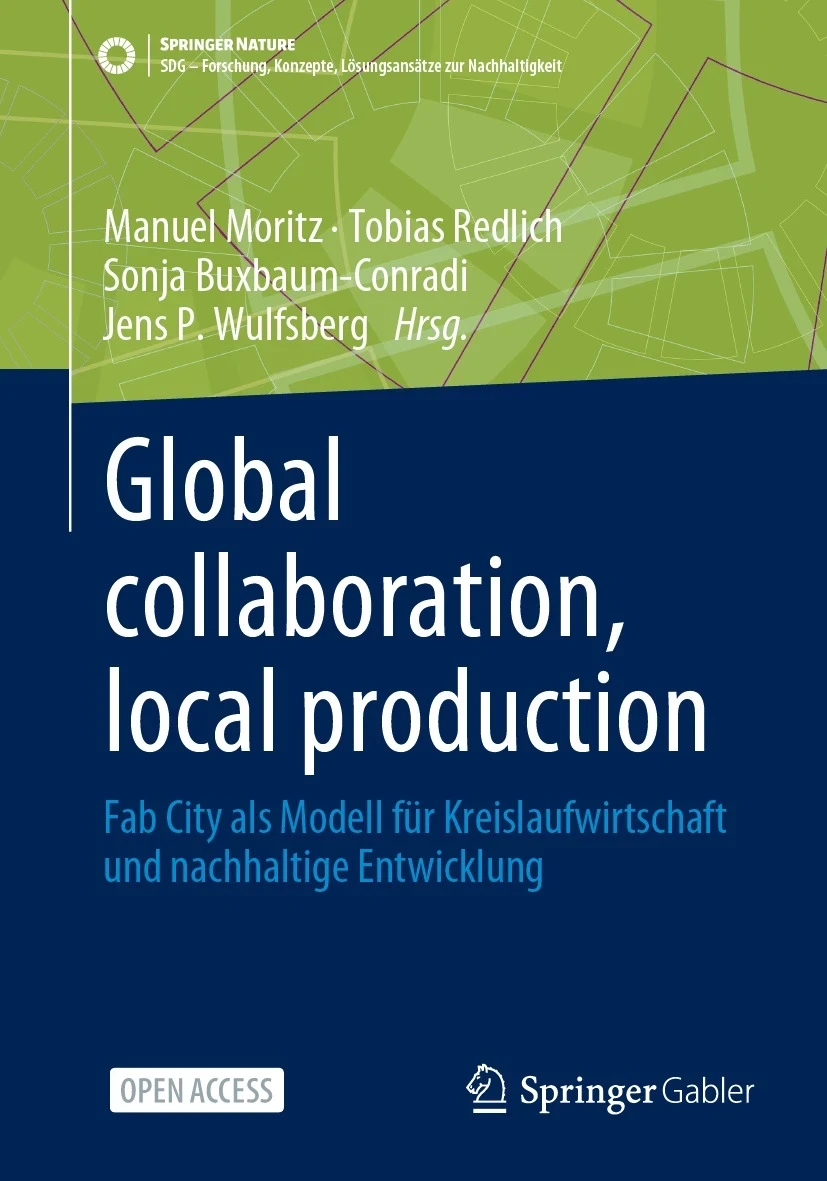 SPRINGER NATURE
SDG – Forschung, Konzepte, Lösungsansätze zur Nachhaltigkeit
Manuel Moritz · Tobias Redlich
Sonja Buxbaum-Conradi
Jens P. Wulfsberg Hrsg.
Global
collaboration,
local production
Fab City als Modell für Kreislaufwirtschaft
und nachhaltige Entwicklung
OPEN ACCESS
Springer Gabler